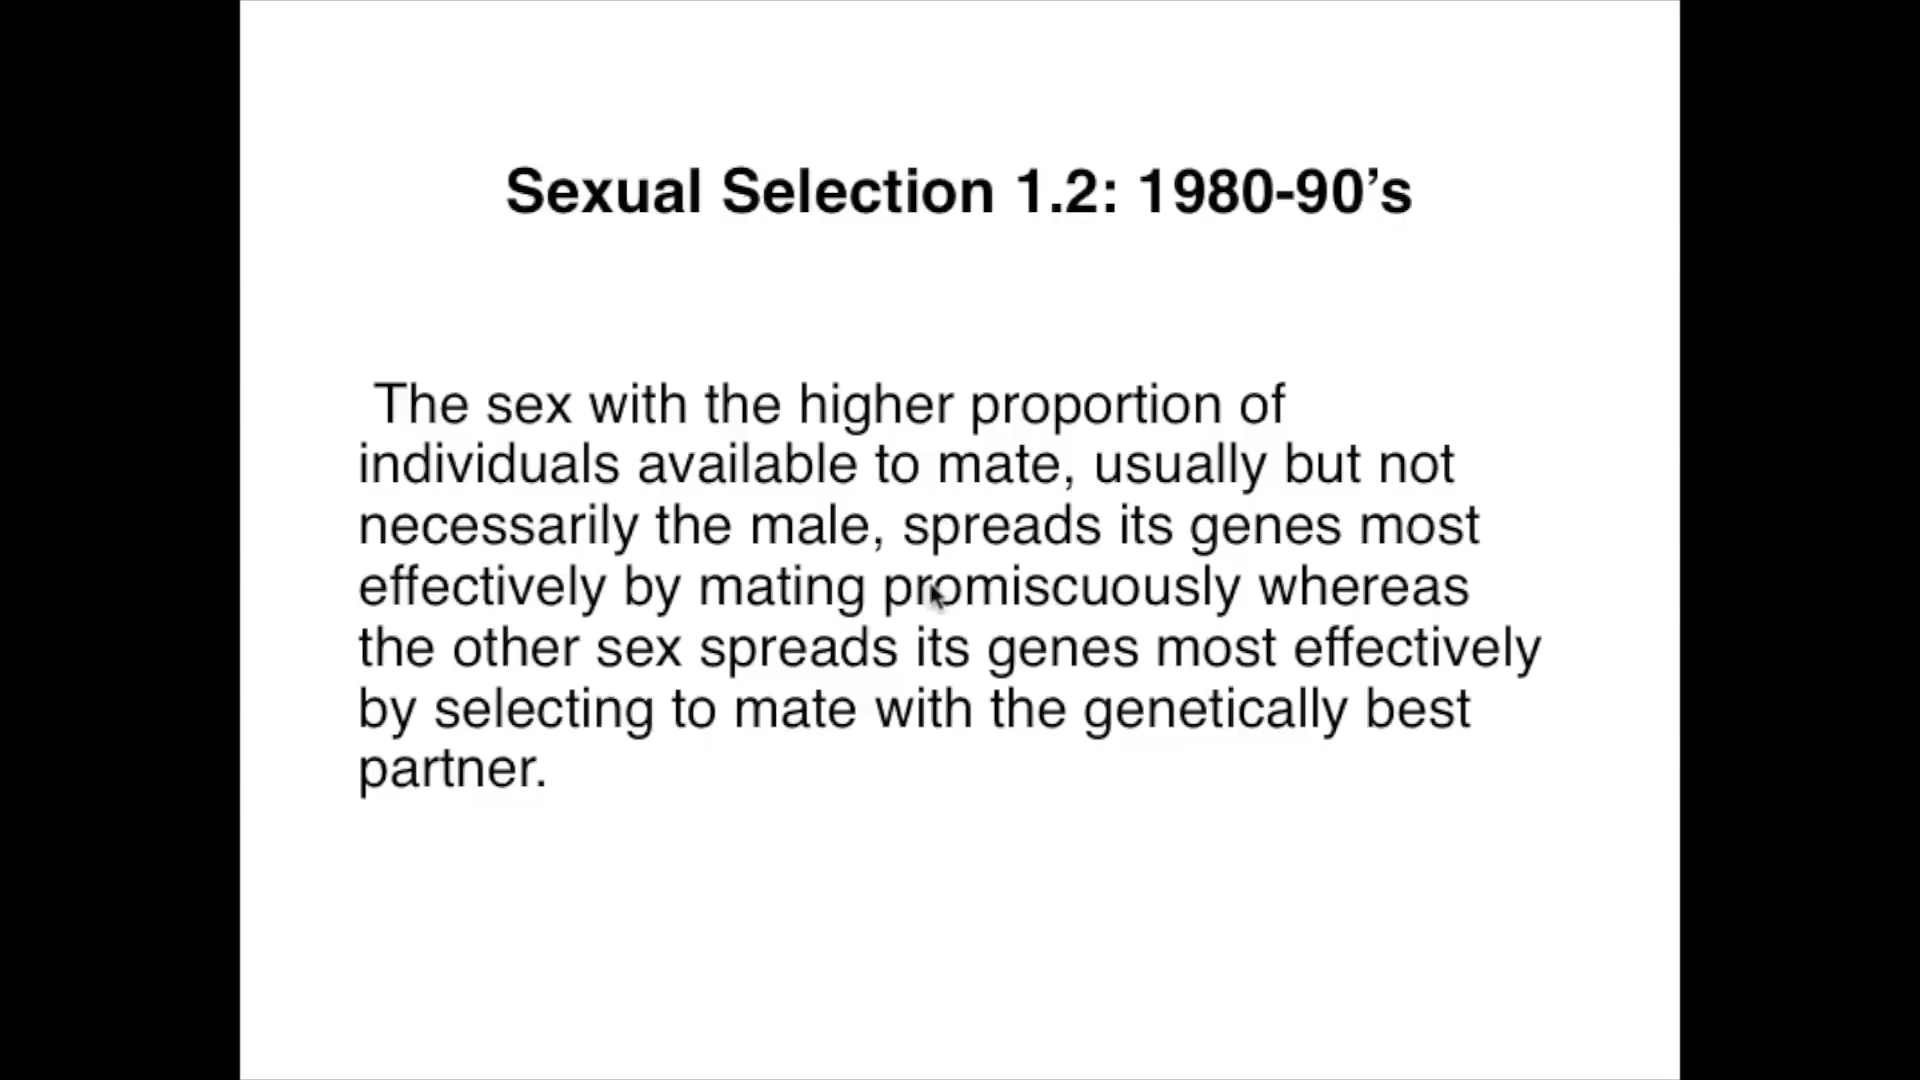 Sexual Selection 1.2: 1980-90’s
The sex with the higher proportion of
individuals available to mate, usually but not
necessarily the male, spreads its genes most
effectively by mating promiscuously whereas
the other sex spreads its genes most effectively
by selecting to mate with the genetically best
partner.